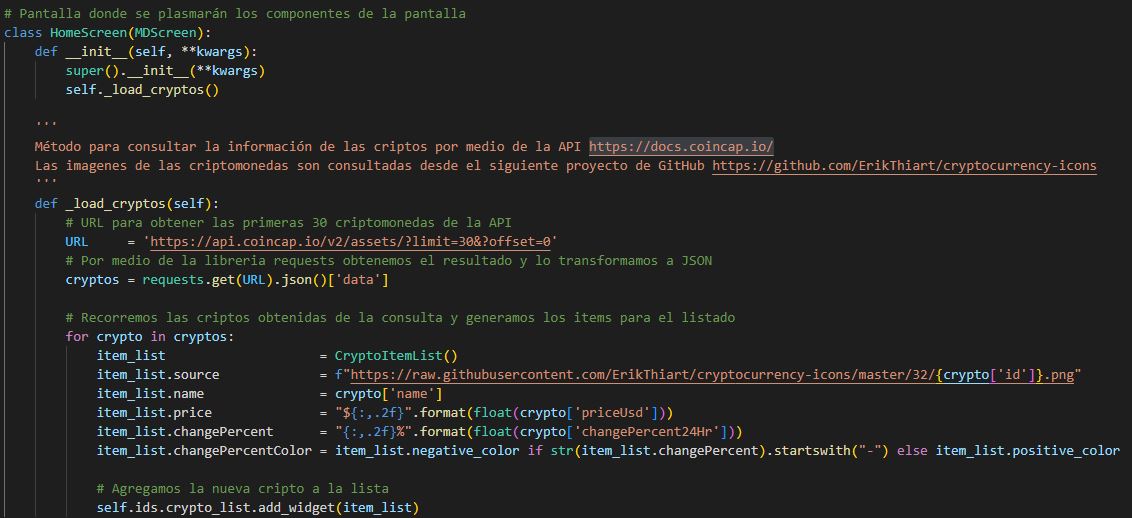 # Pantalla donde se plasmarán los componentes de la pantalla
class HomeScreen(MDScreen):
    def __init__(self, **kwargs):
        super().__init__(**kwargs)
        self._load_cryptos()

    '''
    Método para consultar la información de las criptos por medio de la API https://docs.coincap.io/
    Las imagenes de las criptomonedas son consultadas desde el siguiente proyecto de GitHub https://github.com/ErikThiart/cryptocurrency-icons
    '''
    def _load_cryptos(self):
        # URL para obtener las primeras 30 criptomonedas de la API
        URL     = 'https://api.coincap.io/v2/assets/?limit=30&?offset=0'
        # Por medio de la libreria requests obtenemos el resultado y lo transformamos a JSON
        cryptos = requests.get(URL).json()['data']

        # Recorremos las criptos obtenidas de la consulta y generamos los items para el listado
        for crypto in cryptos:
            item_list                    = CryptoItemList()
            item_list.source             = f"https://raw.githubusercontent.com/ErikThiart/cryptocurrency-icons/master/32/{crypto['id']}.png"
            item_list.name               = crypto['name']
            item_list.price              = "${:,.2f}".format(float(crypto['priceUsd']))
            item_list.changePercent      = "{:,.2f}%".format(float(crypto['changePercent24Hr']))
            item_list.changePercentColor = item_list.negative_color if str(item_list.changePercent).startswith("-") else item_list.positive_color

            # Agregamos la nueva cripto a la lista
            self.ids.crypto_list.add_widget(item_list)